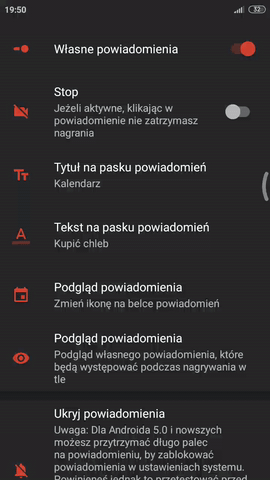 19:50
32
Własne powiadomienia
Stop
Jeżeli aktywne, klikając w
powiadomienie nie zatrzymasz
nagrania
Tytuł na pasku powiadomień
Kalendarz
Tekst na pasku powiadomień
Kupić chleb
Podgląd powiadomienia
Zmień ikonę na belce powiadomień
Podgląd powiadomienia
Podgląd własnego powiadomienia, które
będą występować podczas nagrywania w
tle
Ukryj powiadomienia
Uwaga: Dla Androida 5.0 i nowszych
możesz przytrzymać długo palec
na powiadomieniu, by zablokować
powiadomienia w ustawieniach systemu.
Powinieneś jednak to przetestować przed